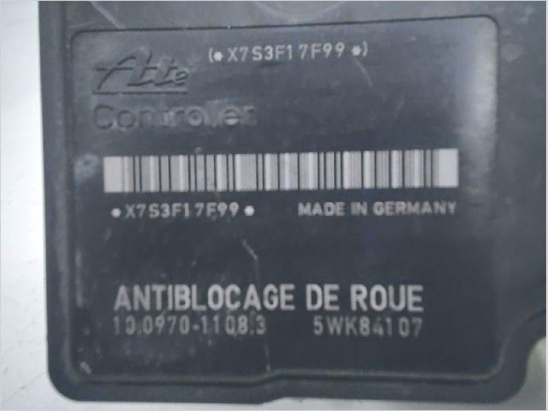 (*X7S3F17F99*)
Ate
Controller
*X7S3F17F99* MADE IN GERMANY
ANTIBLOCAGE DE ROUE
10.0970-1108.3 5WK84107